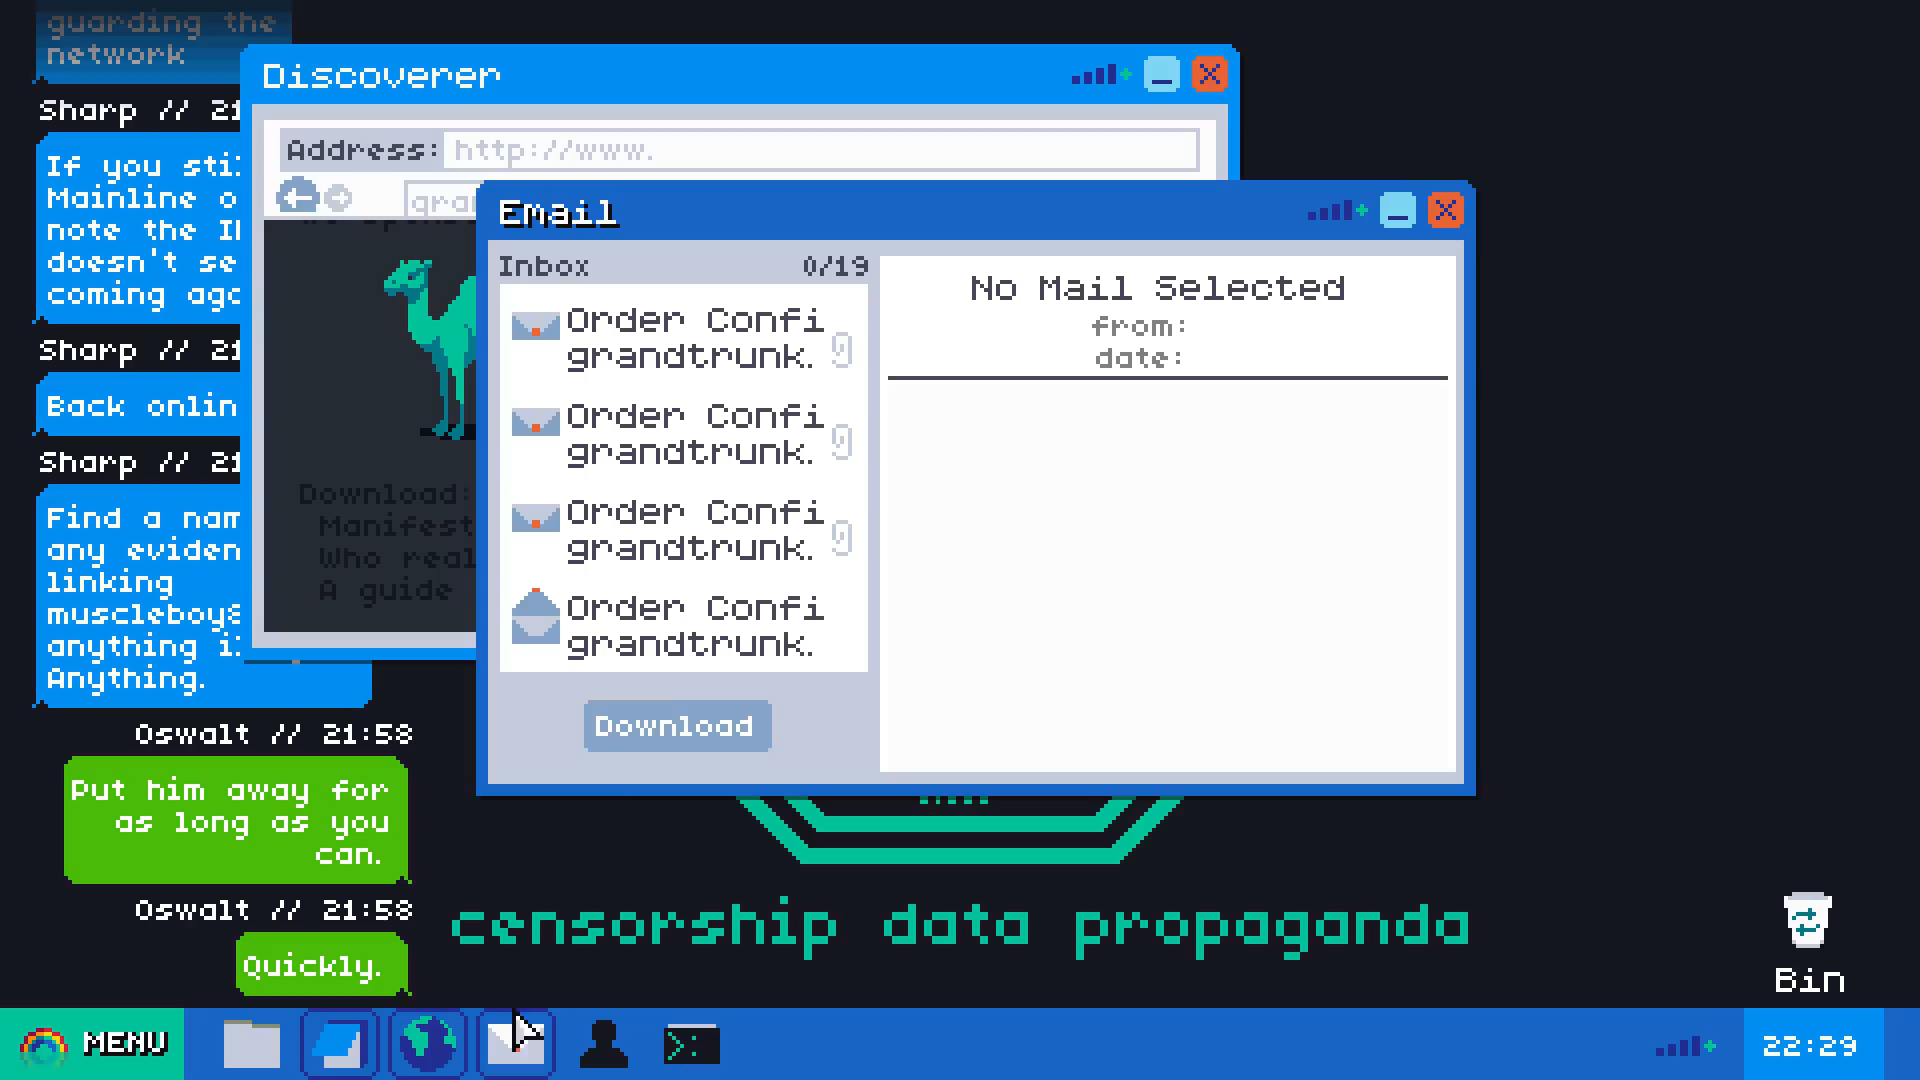 guarding the
network
Sharp // 21
If you sti
Mainline o
note the I
doesn't se
coming ago
Sharp // 21
Back onlin
Sharp // 21
Find a nam
any eviden
linking
muscleboy
anything i
Anything.
Oswalt // 21:58
Put him away for
as long as you
can.
Oswalt // 21:58
Quickly.
Discoverer
Address: http://www.
gran
Download:
Manifest
Who real
A guide
Email
Inbox 0/19
Order Confi
grandtrunk.
Order Confi
grandtrunk.
Order Confi
grandtrunk.
Order Confi
grandtrunk.
Download
No Mail Selected
from:
date:
censorship data propaganda
Bin
MENU
22:29